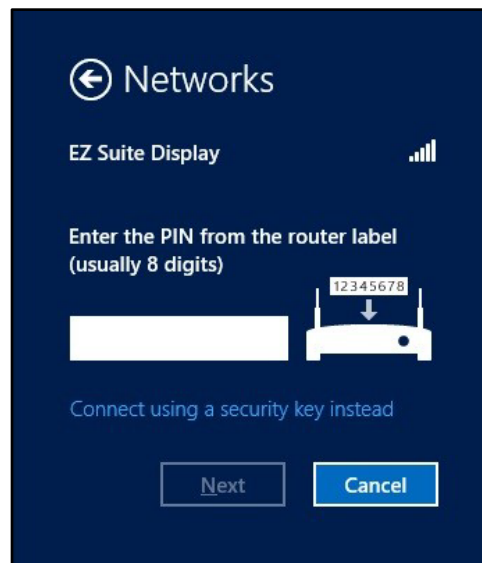 Networks
EZ Suite Display
Enter the PIN from the router label
(usually 8 digits)
12345678
Connect using a security key instead
Next
Cancel